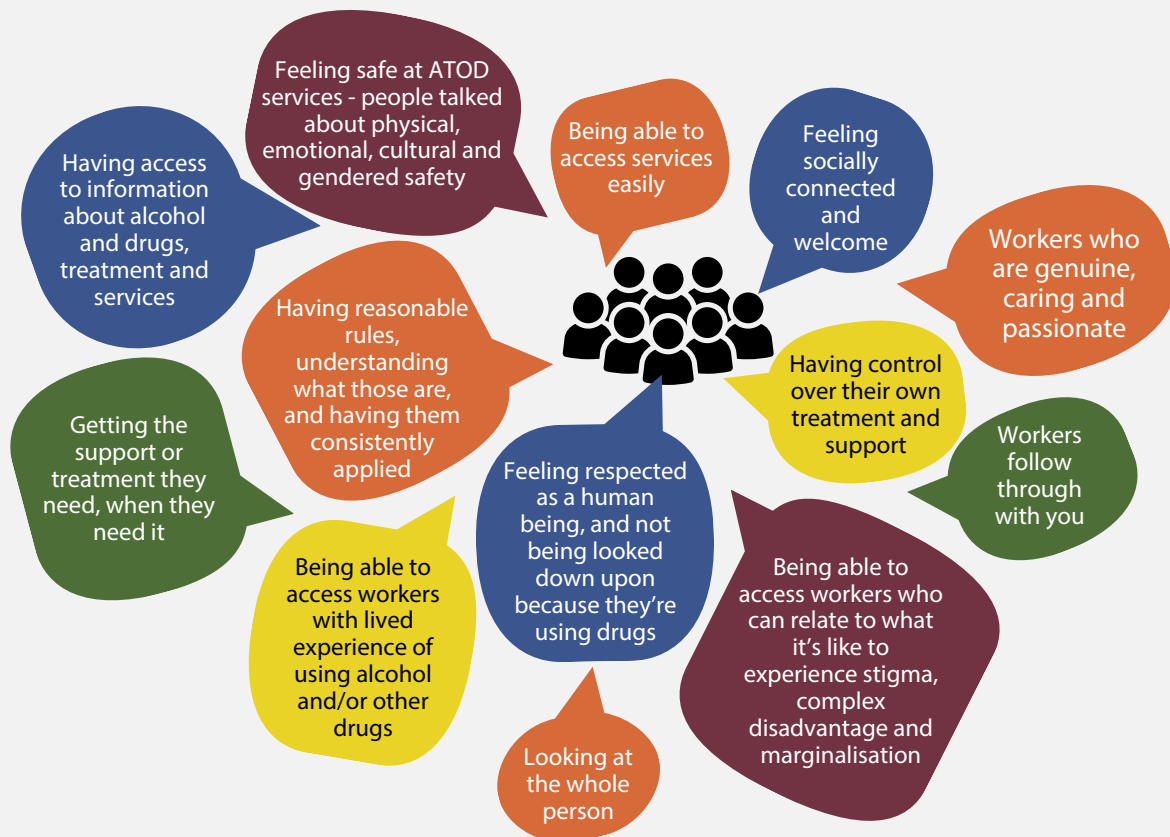 Feeling safe at ATOD
services - people talked
about physical,
emotional, cultural and
gendered safety
Being able to
access services
easily
Feeling
socially
connected
and
welcome
Having access
to information
about alcohol
and drugs,
treatment and
services
Workers who
are genuine,
caring and
passionate
Having reasonable
rules,
understanding
what those are,
and having them
consistently
applied
Having control
over their own
treatment and
support
Getting the
support or
treatment they
need, when they
need it
Workers
follow
through
with you
Feeling respected
as a human
being, and not
being looked
down upon
because they’re
using drugs
Being able to
access workers
with lived
experience of
using alcohol
and/or other
drugs
Being able to
access workers who
can relate to what
it’s like to
experience stigma,
complex
disadvantage and
marginalisation
Looking at
the whole
person